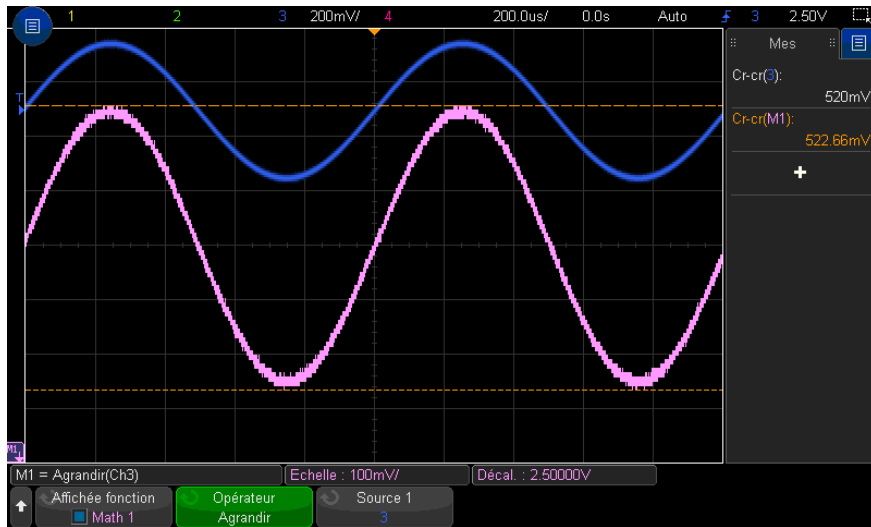 1 2 3 200mV/ 4 200.0us/ 0.0s Auto 3 2.50V
Mes
Cr-cr(3):
520mV
Cr-cr(M1):
522.66mV
+
T
M1
M1 = Agrandir(Ch3) Echelle : 100mV/ Décal. : 2.50000V
Affichée fonction Opérateur Source 1
Math 1 Agrandir 3